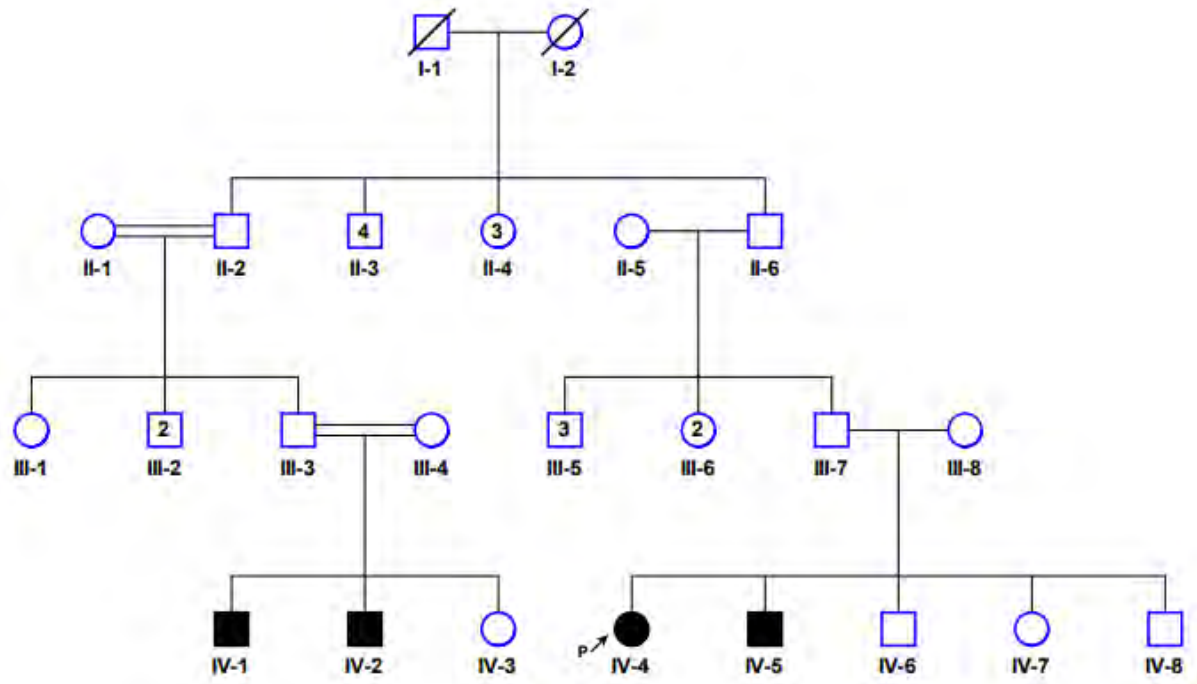 I-1 I-2
4 3
II-1 II-2 II-3 II-4 II-5 II-6
2 3 2
III-1 III-2 III-3 III-4 III-5 III-6 III-7 III-8
P
IV-1 IV-2 IV-3 IV-4 IV-5 IV-6 IV-7 IV-8